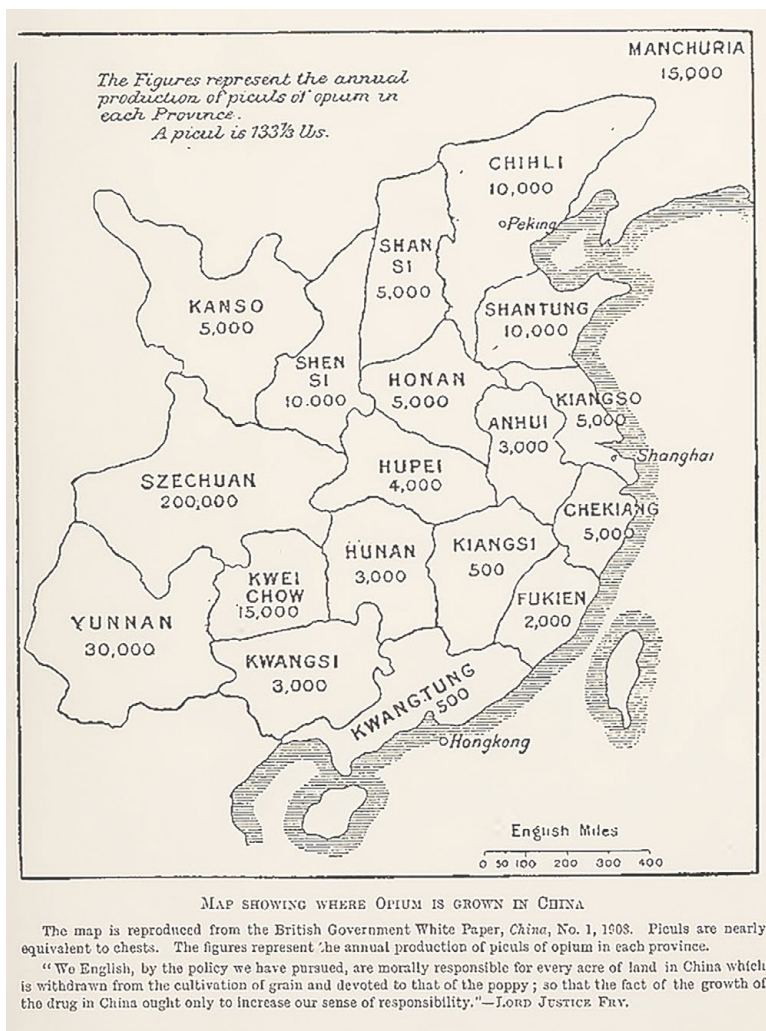 The Figures represent the annual
production of piculs of opium in
each Province.
A picul is 133⅓ lbs.
MANCHURIA
15,000
CHIHLI
10,000
Peking
SHAN
SI
5,000
KANSO
5,000
SHANTUNG
10,000
SHEN
SI
10.000
HONAN
5,000
KIANGSO
5,000
ANHUI
3,000
Shanghai
HUPEI
4,000
SZECHUAN
200,000
CHEKIANG
5,000
HUNAN
3,000
KIANGSI
500
KWEI
CHOW
15,000
FUKIEN
2,000
YUNNAN
30,000
KWANGSI
3,000
KWANGTUNG
500
Hongkong
English Miles
0 50 100 200 300 400
MAP SHOWING WHERE OPIUM IS GROWN IN CHINA
The map is reproduced from the British Government White Paper, China, No. 1, 1908. Piculs are nearly
equivalent to chests. The figures represent the annual production of piculs of opium in each province.
"We English, by the policy we have pursued, are morally responsible for every acre of land in China which
is withdrawn from the cultivation of grain and devoted to that of the poppy; so that the fact of the growth of
the drug in China ought only to increase our sense of responsibility."—LORD JUSTICE FRY.